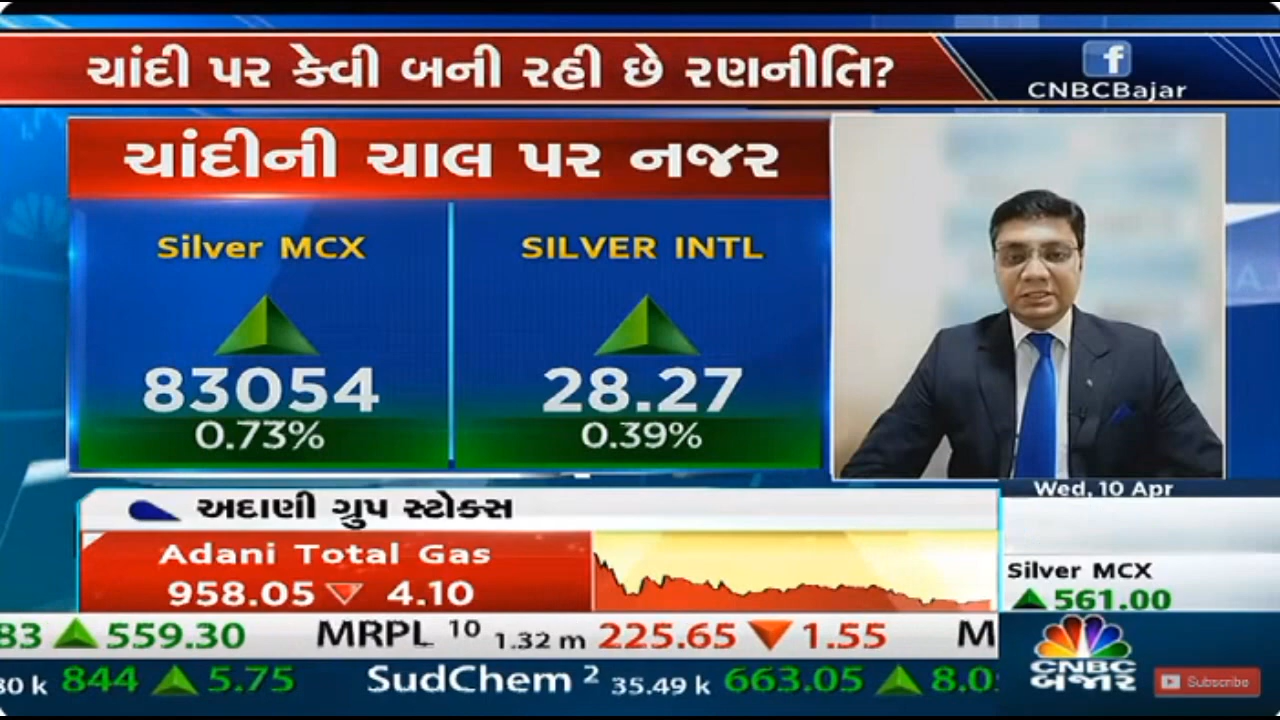 ચાંદી પર કેવી બની રહી છે રણનીતિ?
CNBCBajar
ચાંદીની ચાલ પર નજર
Silver MCX
83054
0.73%
SILVER INTL
28.27
0.39%
Wed, 10 Apr
અદાણી ગ્રુપ સ્ટોક્સ
Adani Total Gas
958.05 4.10
Silver MCX
561.00
83 559.30 MRPL 10 1.32 m 225.65 1.55 M
844 5.75 SudChem 2 35.49 k 663.05
CNBC
બજાર
Subscribe